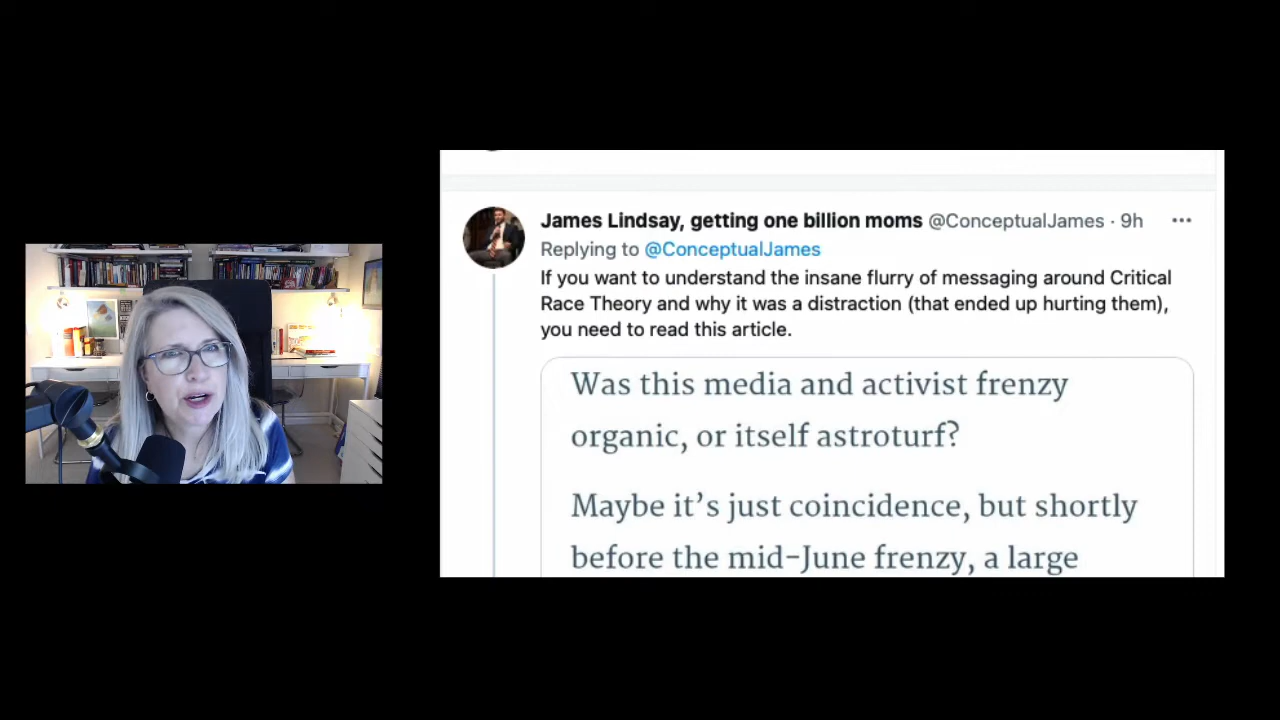 James Lindsay, getting one billion moms @ConceptualJames · 9h ···
Replying to @ConceptualJames
If you want to understand the insane flurry of messaging around Critical
Race Theory and why it was a distraction (that ended up hurting them),
you need to read this article.
Was this media and activist frenzy
organic, or itself astroturf?
Maybe it's just coincidence, but shortly
before the mid-June frenzy, a large